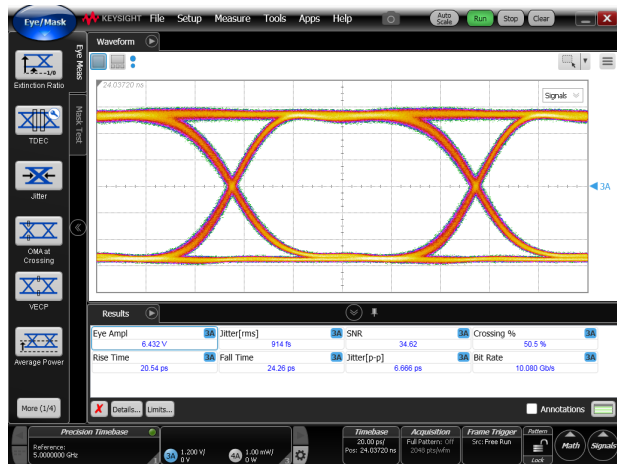 Eye/Mask
KEYSIGHT File Setup Measure Tools Apps Help
Auto Scale
Run
Stop
Clear
Waveform
Eye Meas
Mask Test
Extinction Ratio
TDEC
Jitter
OMA at Crossing
VECP
Average Power
More (1/4)
24.03720 ns
Signals
3A
Results
Eye Ampl 3A Jitter[rms] 3A SNR 3A Crossing % 3A
6.432 V 914 fs 34.62 50.5 %
Rise Time 3A Fall Time 3A Jitter[p-p] 3A Bit Rate 3A
20.54 ps 24.26 ps 6.666 ps 10.080 Gb/s
Details...
Limits...
Annotations
Precision Timebase
Reference:
5.0000000 GHz
1
3A 1.200 V/
0 V
4A 1.00 mW/
0 W
Timebase
20.00 ps/
Pos: 24.03720 ns
Acquisition
Full Pattern: Off
2048 pts/wfm
Frame Trigger
Src: Free Run
Pattern
Lock
Math
Signals